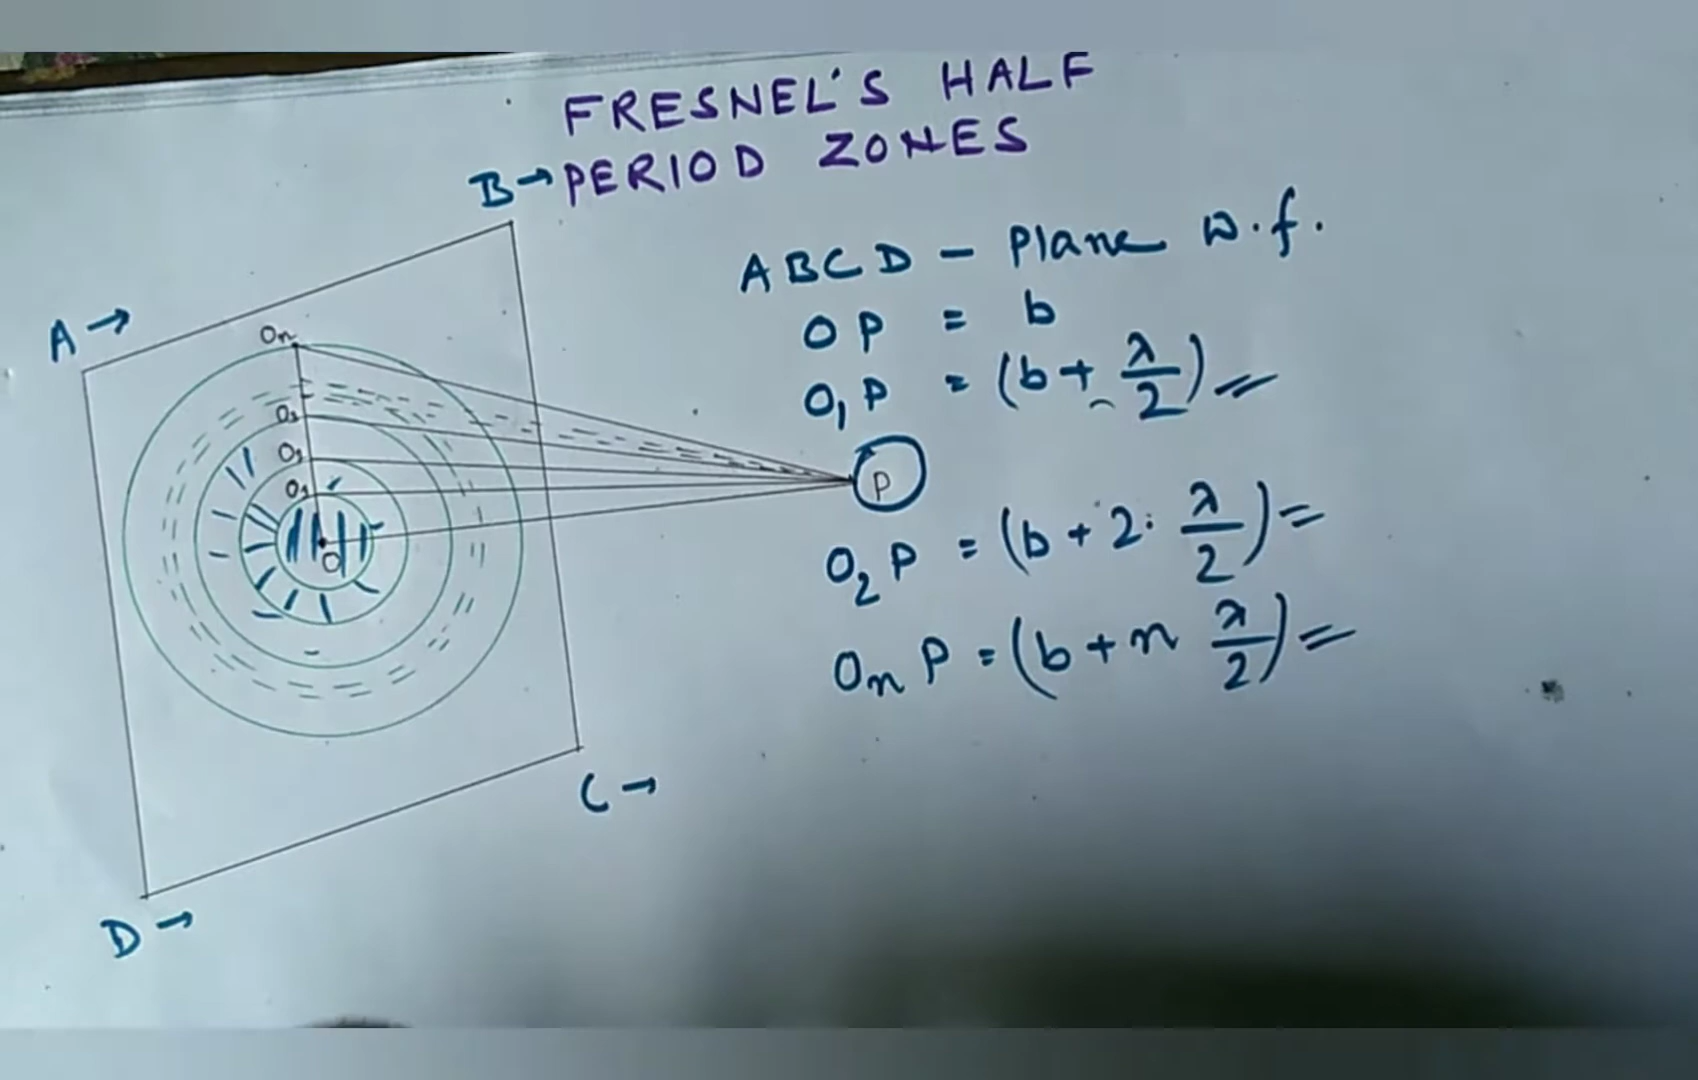 FRESNEL'S HALF
PERIOD ZONES
B→
A→
ABCD - Plane w.f.
OP = b
O₁P = (b + λ/2) =
O₂P = (b + 2· λ/2) =
OₙP = (b + n λ/2) =
Oₙ
O₃
O₂
O₁
O
P
C→
D→